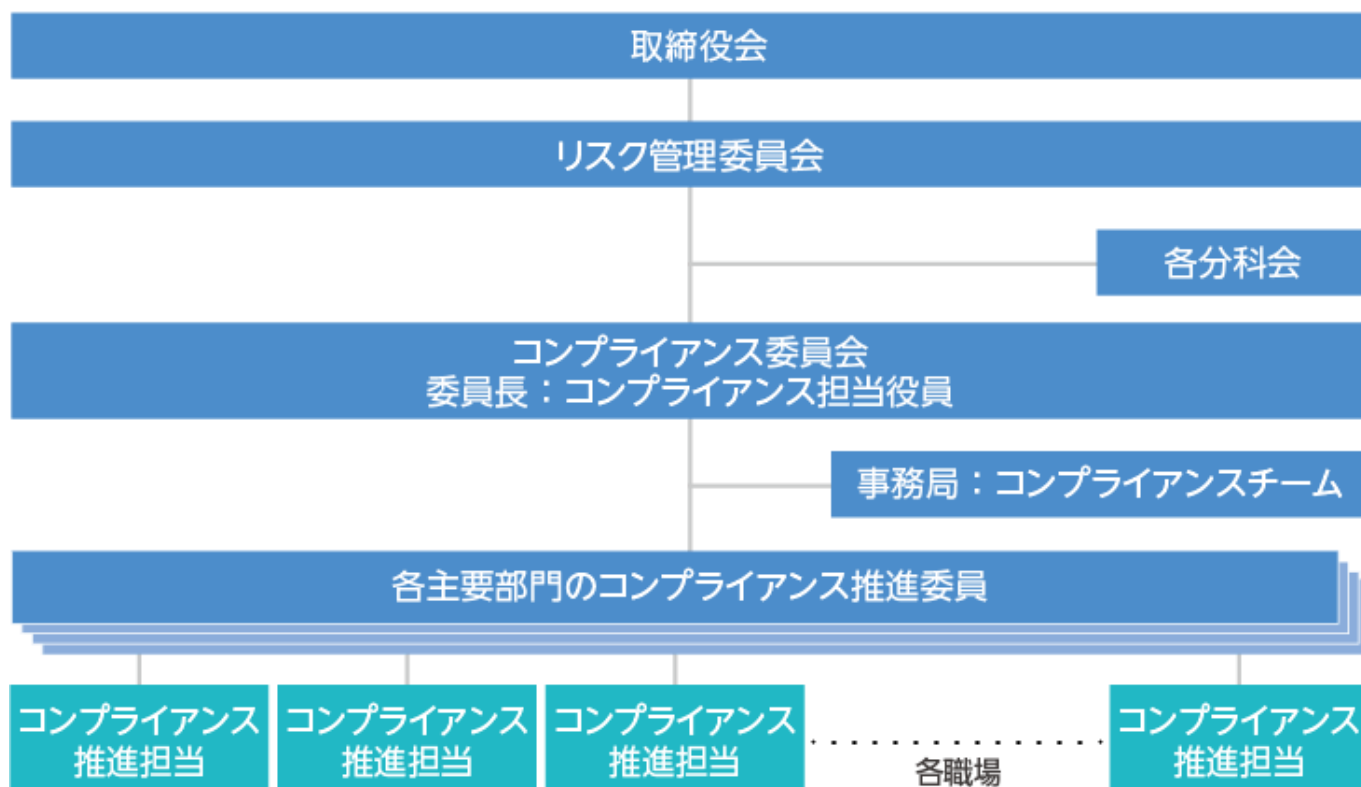 取締役会
リスク管理委員会
各分科会
コンプライアンス委員会
委員長：コンプライアンス担当役員
事務局：コンプライアンスチーム
各主要部門のコンプライアンス推進委員
コンプライアンス
推進担当
コンプライアンス
推進担当
コンプライアンス
推進担当
各職場
コンプライアンス
推進担当